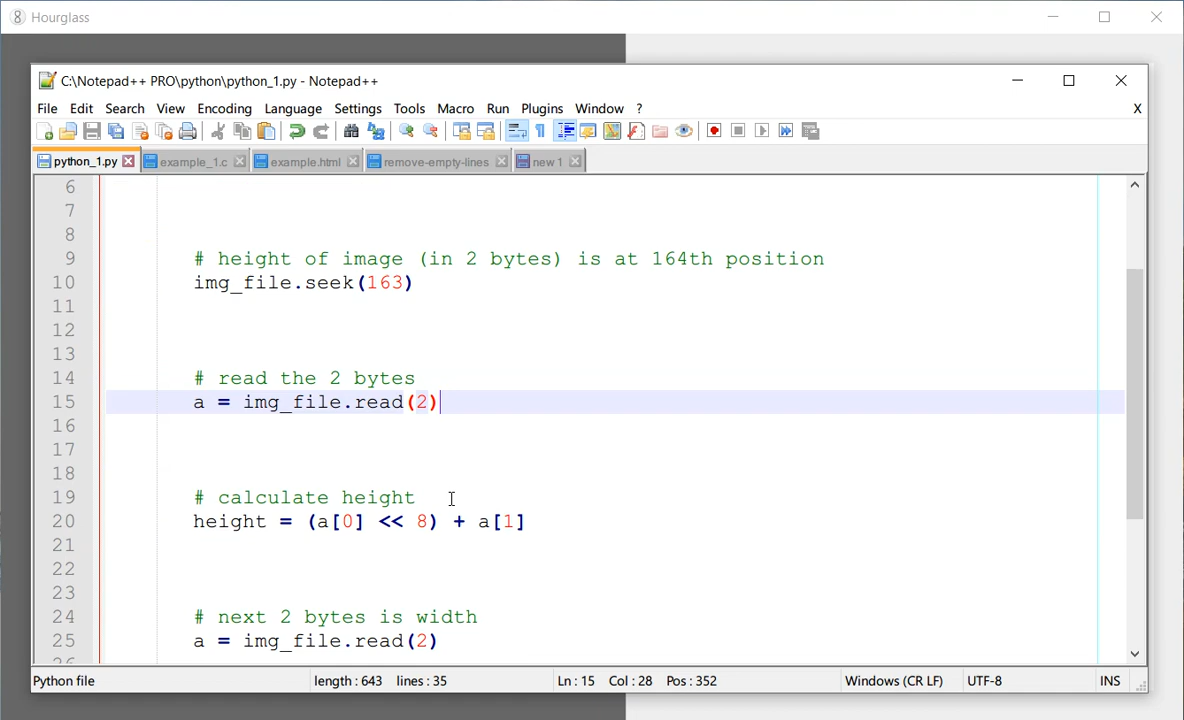 Hourglass
C:\Notepad++ PRO\python\python_1.py - Notepad++
File Edit Search View Encoding Language Settings Tools Macro Run Plugins Window ? X
python_1.py example_1.c example.html remove-empty-lines new 1
6
7
8
9 # height of image (in 2 bytes) is at 164th position
10 img_file.seek(163)
11
12
13
14 # read the 2 bytes
15 a = img_file.read(2)
16
17
18
19 # calculate height
20 height = (a[0] << 8) + a[1]
21
22
23
24 # next 2 bytes is width
25 a = img_file.read(2)
26
Python file length : 643 lines : 35 Ln : 15 Col : 28 Pos : 352 Windows (CR LF) UTF-8 INS